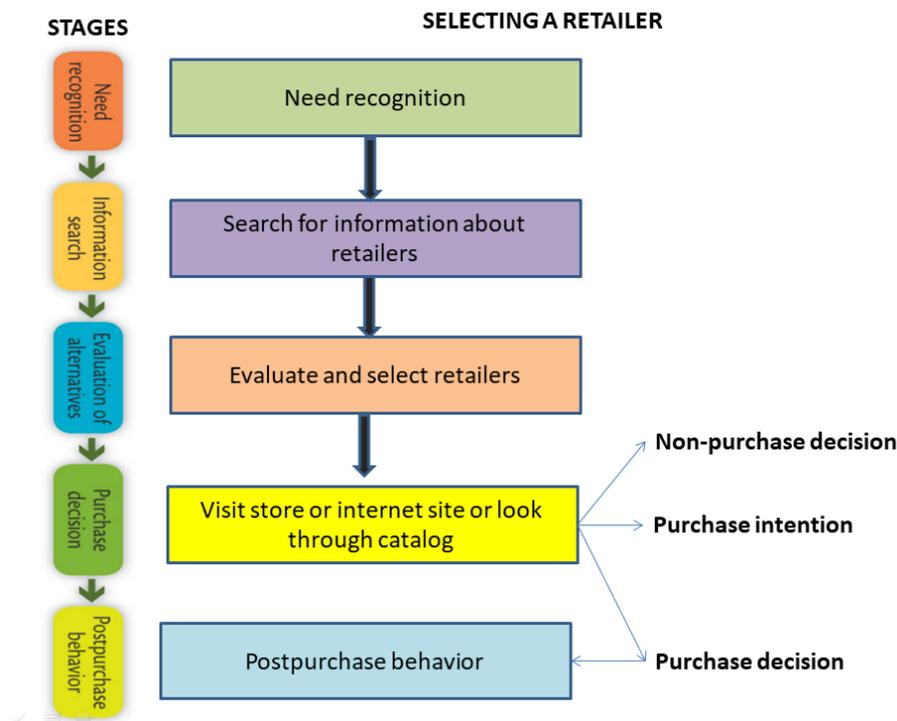 STAGES
SELECTING A RETAILER
Need
recognition
Need recognition
Information
search
Search for information about
retailers
Evaluation of
alternatives
Evaluate and select retailers
Non-purchase decision
Purchase
decision
Visit store or internet site or look
through catalog
Purchase intention
Postpurchase
behavior
Postpurchase behavior
Purchase decision